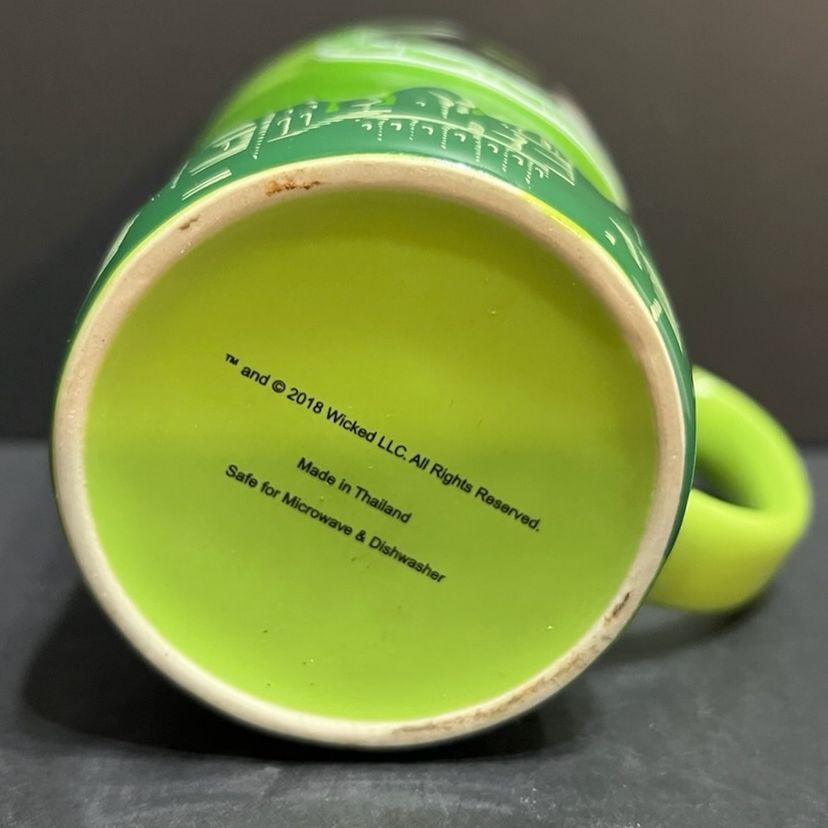 ™ and © 2018 Wicked LLC. All Rights Reserved.
Made in Thailand
Safe for Microwave & Dishwasher